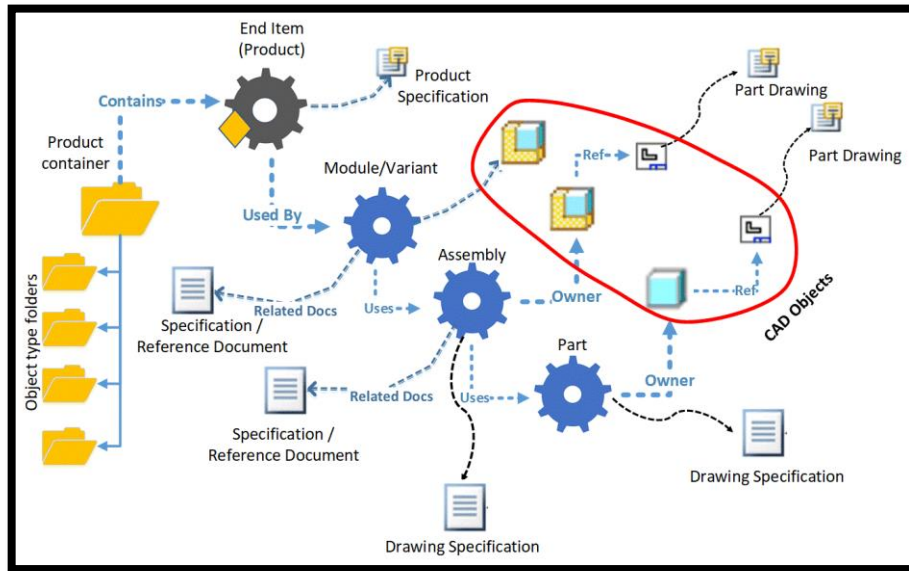 End Item
(Product)
Contains
Product
Specification
Part Drawing
Product
container
Part Drawing
Module/Variant
Ref
Used By
Assembly
Object type folders
Related Docs
Uses
Owner
Ref
CAD Objects
Specification /
Reference Document
Part
Owner
Related Docs
Uses
Specification /
Reference Document
Drawing Specification
Drawing Specification